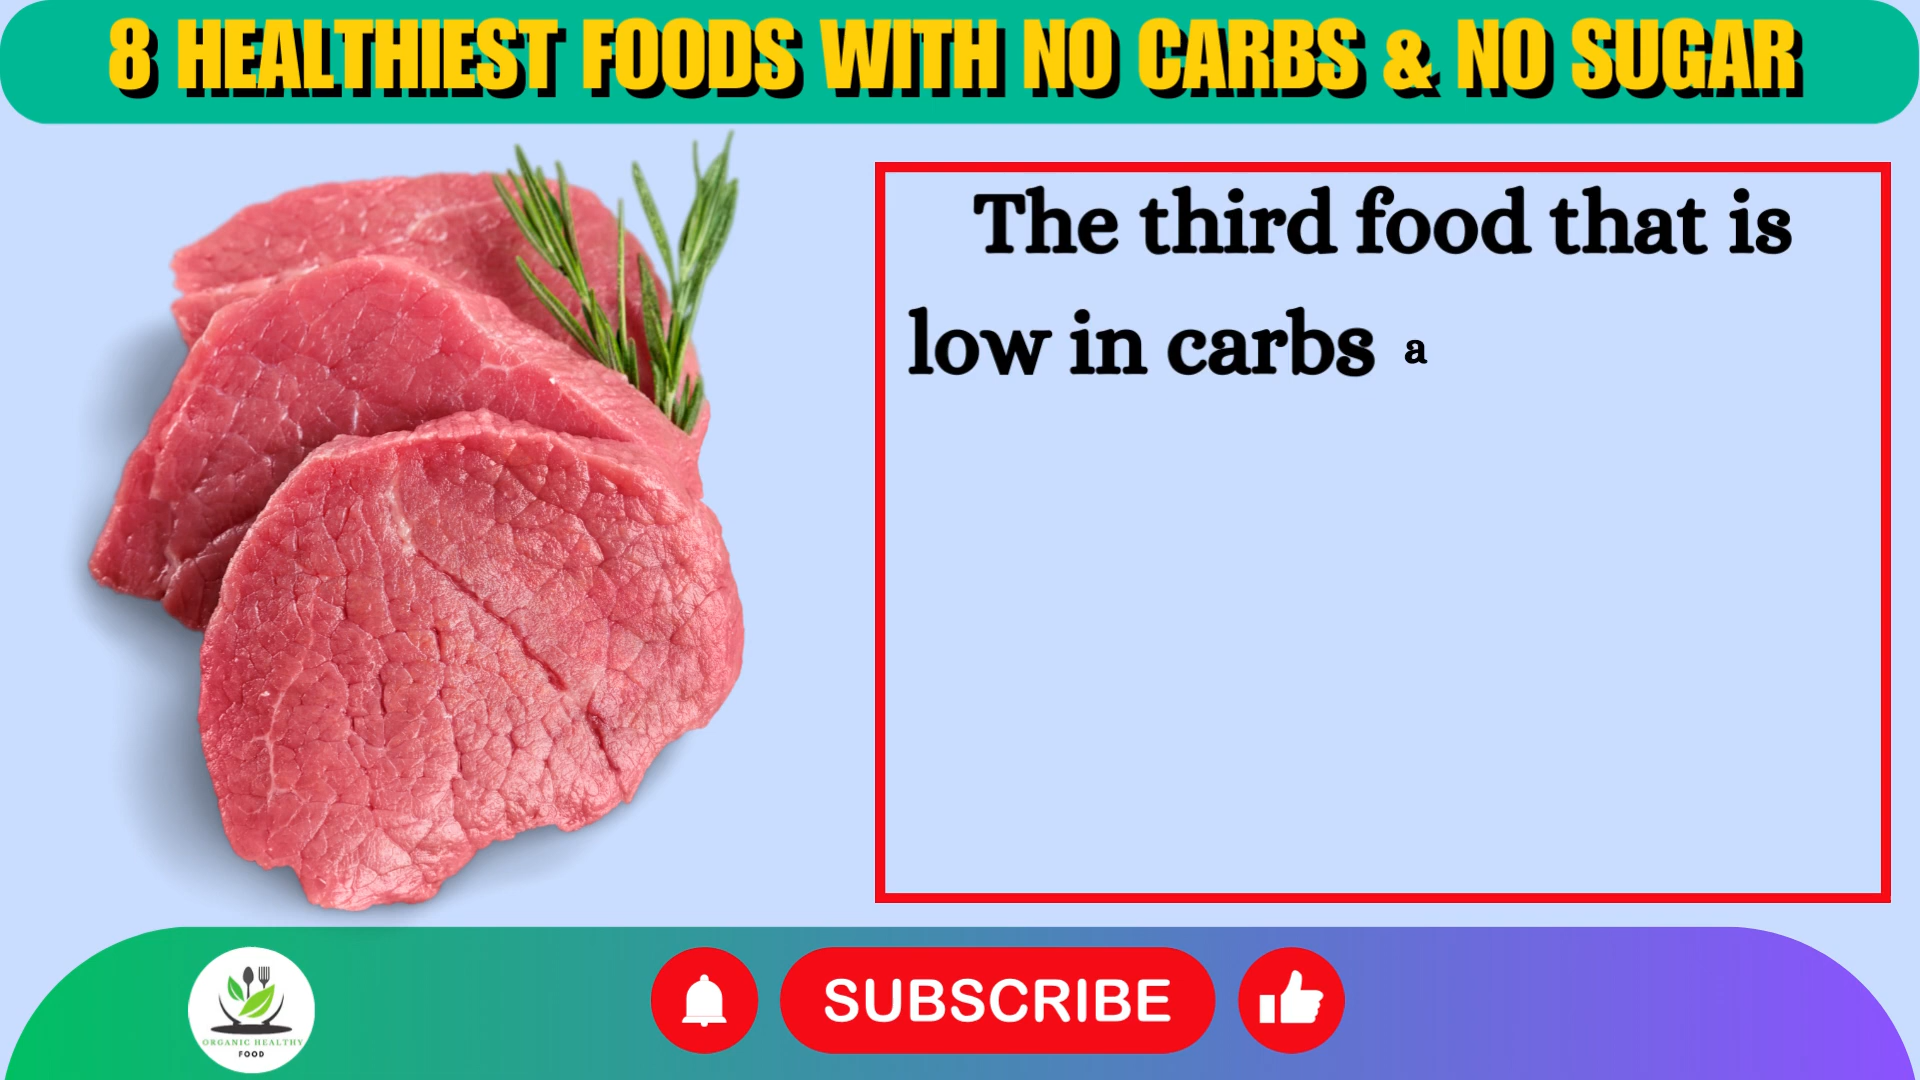 8 HEALTHIEST FOODS WITH NO CARBS & NO SUGAR
The third food that is
low in carbs a
SUBSCRIBE
ORGANIC HEALTHY
FOOD